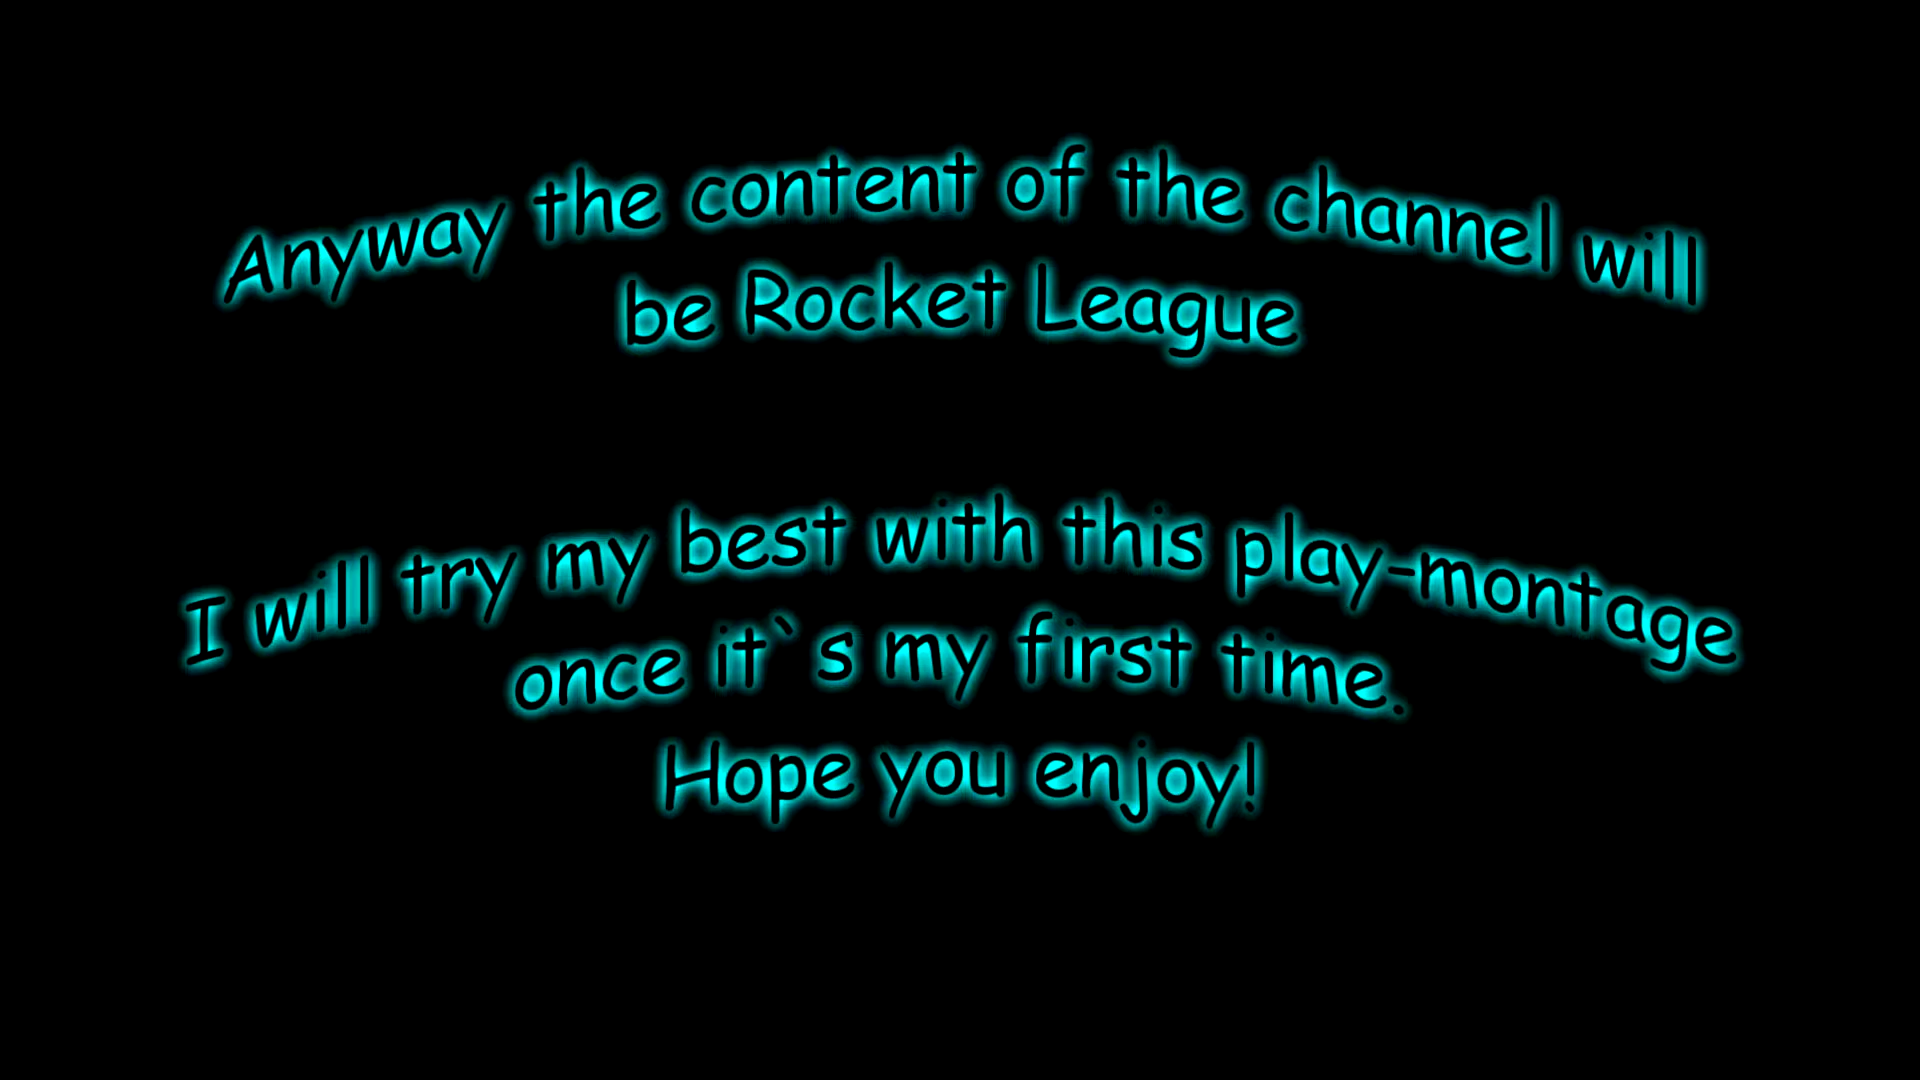 Anyway the content of the channel will
be Rocket League
I will try my best with this play-montage
once it`s my first time.
Hope you enjoy!